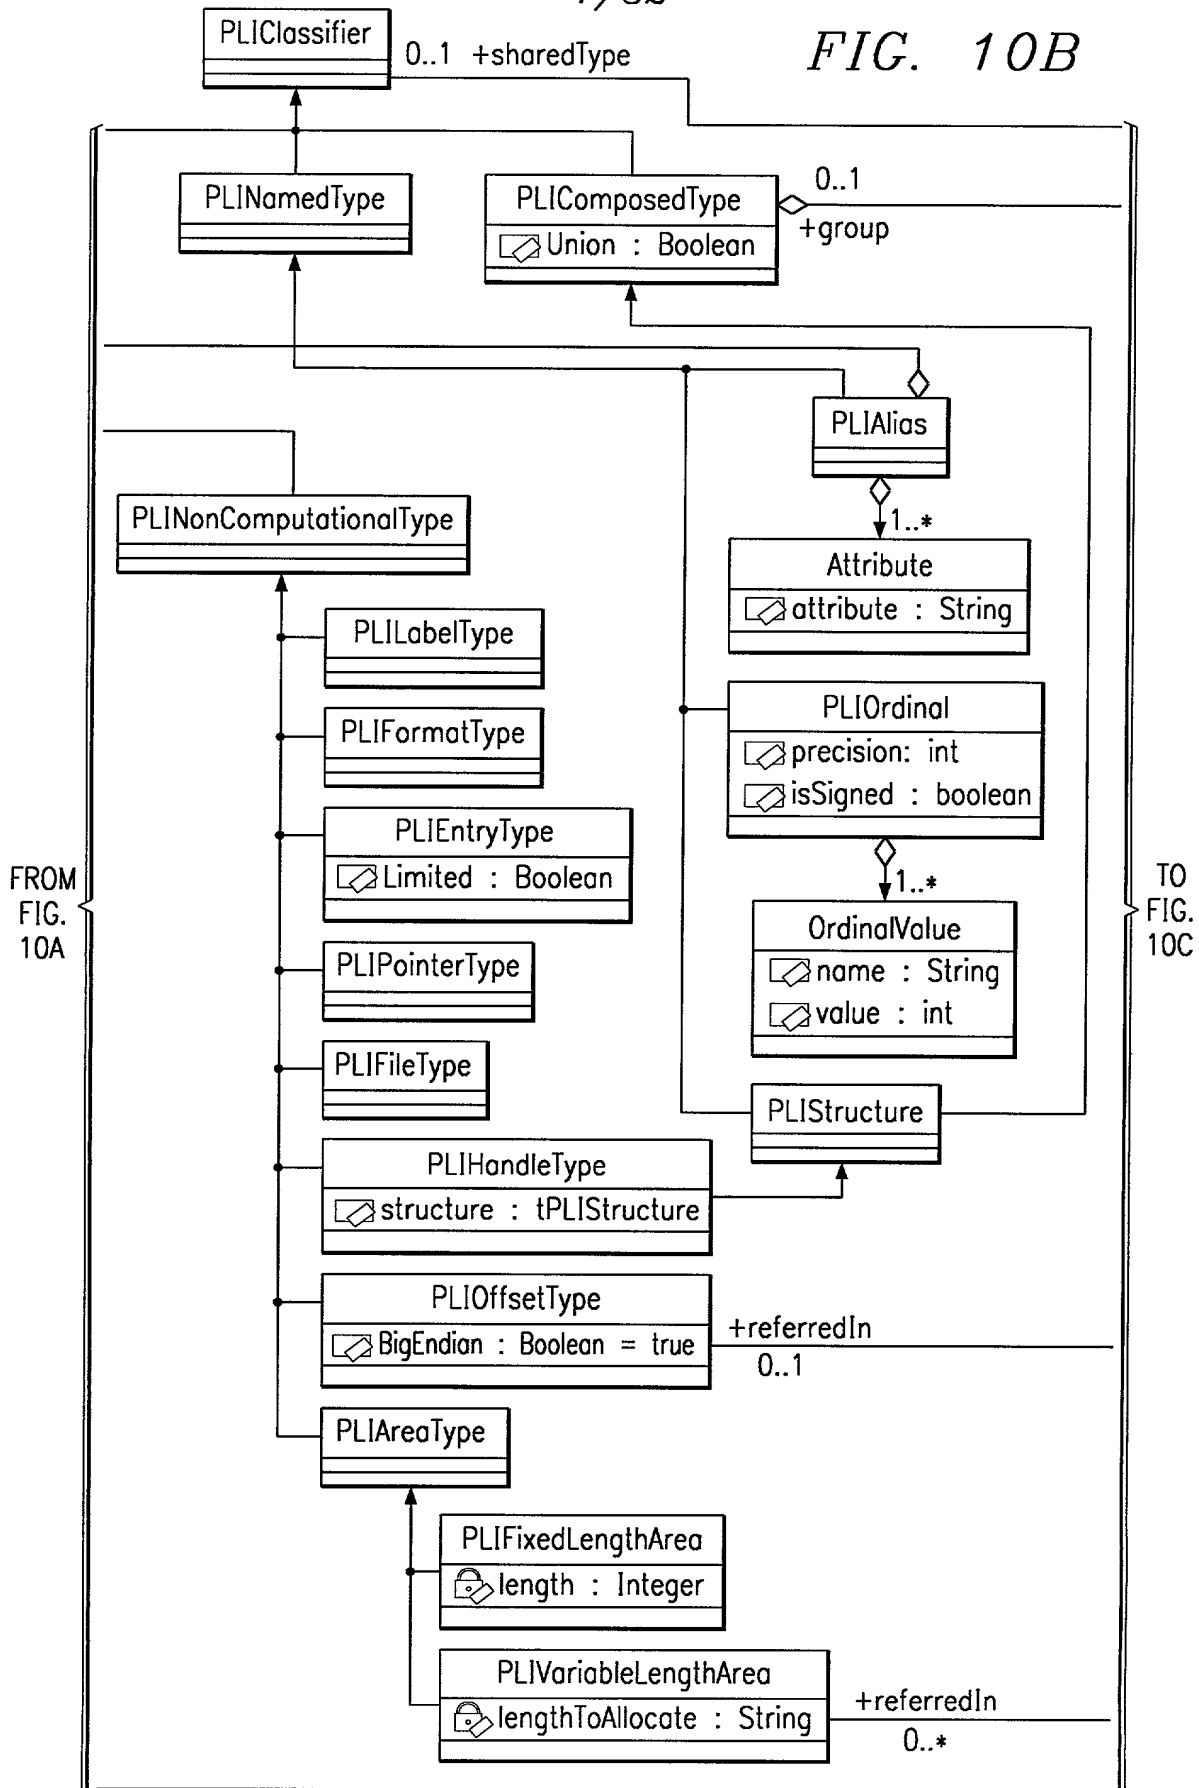 FIG. 10B
PLIClassifier
0..1 +sharedType
PLINamedType
PLIComposedType
Union : Boolean
0..1
+group
PLIAlias
1..*
PLINonComputationalType
Attribute
attribute : String
PLILabelType
PLIFormatType
PLIOrdinal
precision: int
isSigned : boolean
1..*
PLIEntryType
Limited : Boolean
FROM
FIG.
10A
TO
FIG.
10C
OrdinalValue
name : String
value : int
PLIPointerType
PLIFileType
PLIStructure
PLIHandleType
structure : tPLIStructure
PLIOffsetType
BigEndian : Boolean = true
+referredIn
0..1
PLIAreaType
PLIFixedLengthArea
length : Integer
PLIVariableLengthArea
lengthToAllocate : String
+referredIn
0..*